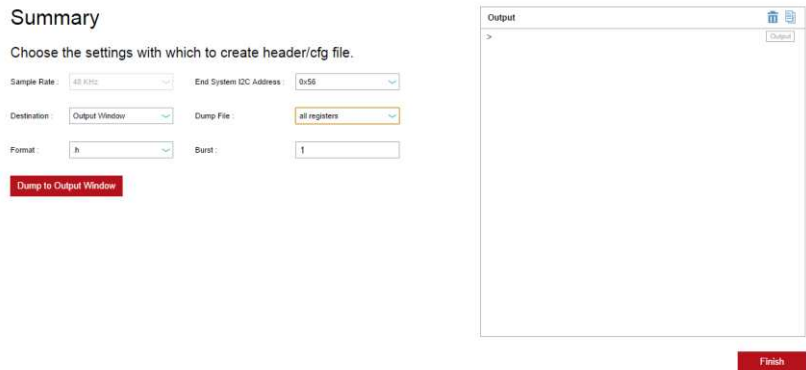 Summary
Choose the settings with which to create header/cfg file.
Sample Rate : 48 KHz End System I2C Address : 0x56
Destination : Output Window Dump File : all registers
Format : .h Burst : 1
Dump to Output Window
Output
> Output
Finish